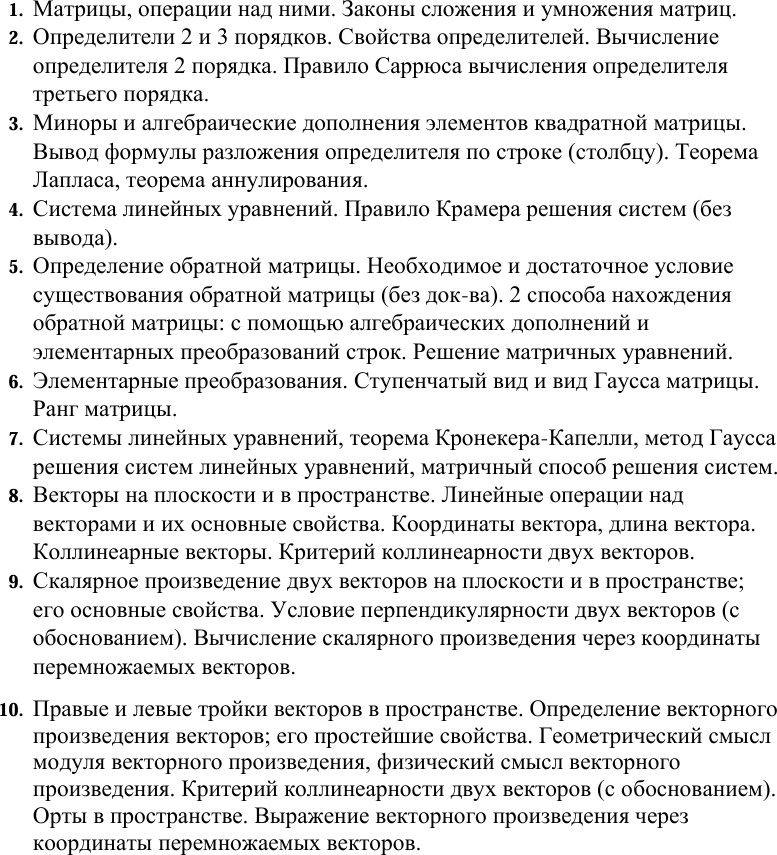 1. Матрицы, операции над ними. Законы сложения и умножения матриц.
2. Определители 2 и 3 порядков. Свойства определителей. Вычисление
определителя 2 порядка. Правило Саррюса вычисления определителя
третьего порядка.
3. Миноры и алгебраические дополнения элементов квадратной матрицы.
Вывод формулы разложения определителя по строке (столбцу). Теорема
Лапласа, теорема аннулирования.
4. Система линейных уравнений. Правило Крамера решения систем (без
вывода).
5. Определение обратной матрицы. Необходимое и достаточное условие
существования обратной матрицы (без док-ва). 2 способа нахождения
обратной матрицы: с помощью алгебраических дополнений и
элементарных преобразований строк. Решение матричных уравнений.
6. Элементарные преобразования. Ступенчатый вид и вид Гаусса матрицы.
Ранг матрицы.
7. Системы линейных уравнений, теорема Кронекера-Капелли, метод Гаусса
решения систем линейных уравнений, матричный способ решения систем.
8. Векторы на плоскости и в пространстве. Линейные операции над
векторами и их основные свойства. Координаты вектора, длина вектора.
Коллинеарные векторы. Критерий коллинеарности двух векторов.
9. Скалярное произведение двух векторов на плоскости и в пространстве;
его основные свойства. Условие перпендикулярности двух векторов (с
обоснованием). Вычисление скалярного произведения через координаты
перемножаемых векторов.
10. Правые и левые тройки векторов в пространстве. Определение векторного
произведения векторов; его простейшие свойства. Геометрический смысл
модуля векторного произведения, физический смысл векторного
произведения. Критерий коллинеарности двух векторов (с обоснованием).
Орты в пространстве. Выражение векторного произведения через
координаты перемножаемых векторов.